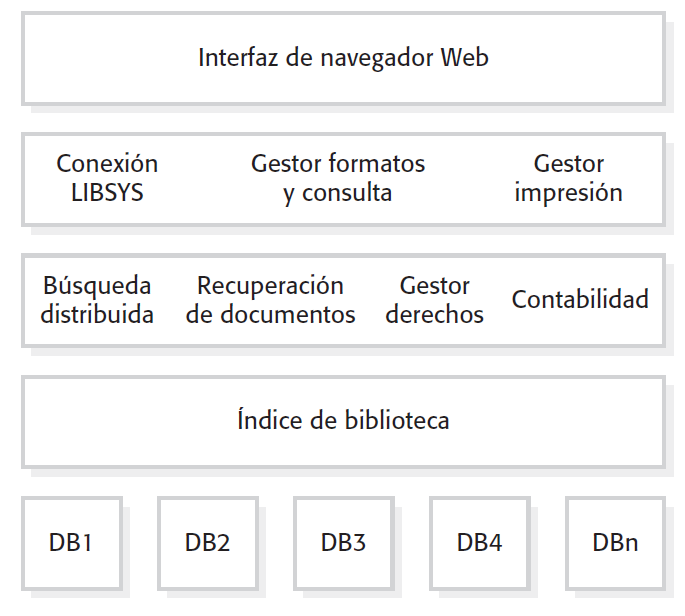 Interfaz de navegador Web
Conexión
LIBSYS
Gestor formatos
y consulta
Gestor
impresión
Búsqueda
distribuida
Recuperación
de documentos
Gestor
derechos
Contabilidad
Índice de biblioteca
DB1
DB2
DB3
DB4
DBn